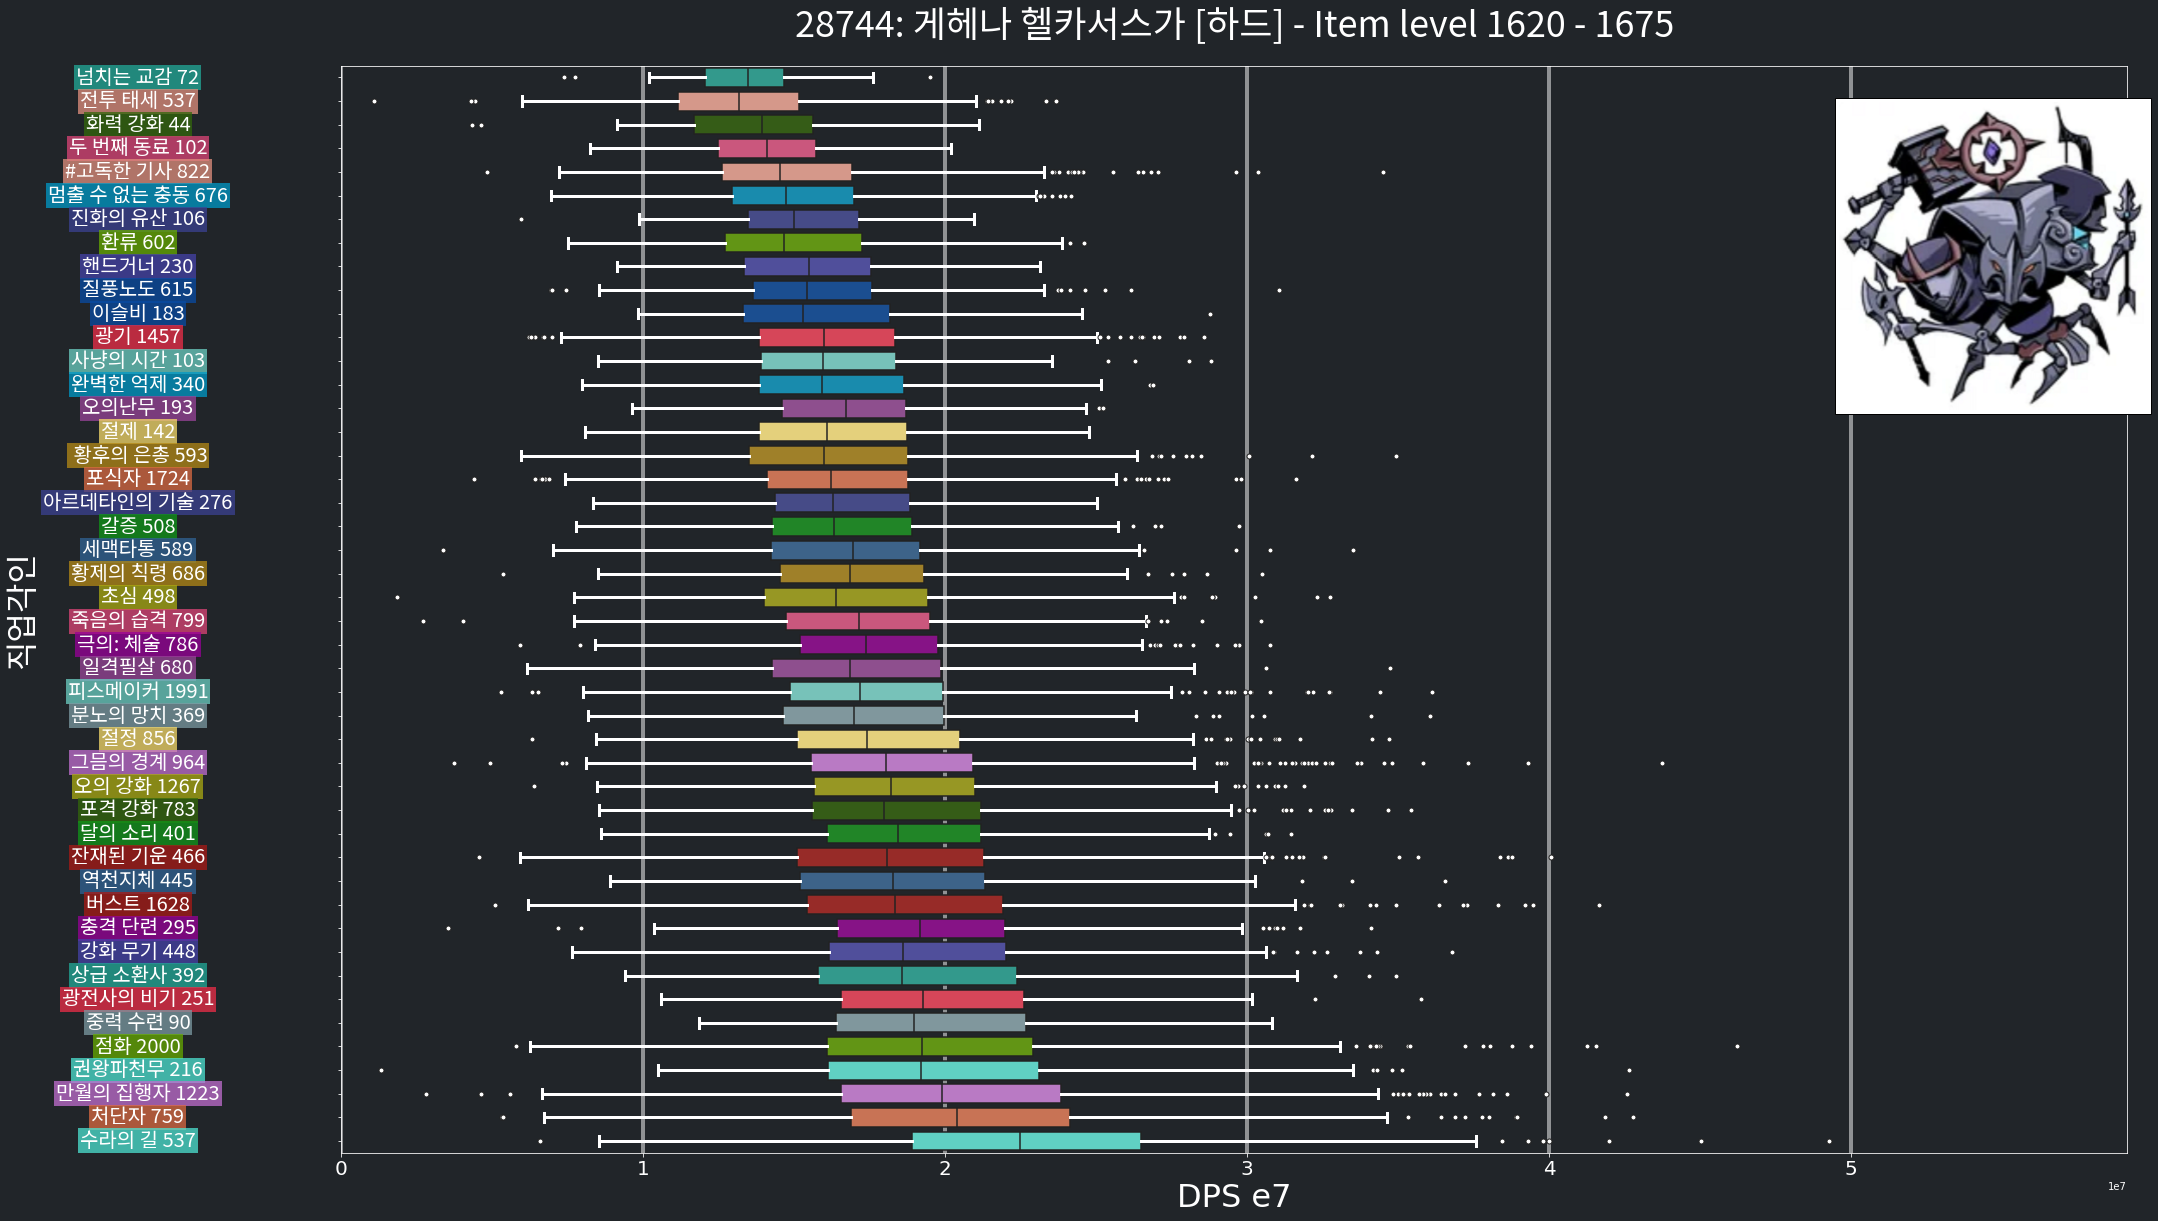 28744: 게헤나 헬카서스가 [하드] - Item level 1620 - 1675
넘치는 교감 72
전투 태세 537
화력 강화 44
두 번째 동료 102
#고독한 기사 822
멈출 수 없는 충동 676
진화의 유산 106
환류 602
핸드거너 230
질풍노도 615
이슬비 183
광기 1457
사냥의 시간 103
완벽한 억제 340
오의난무 193
절제 142
황후의 은총 593
포식자 1724
아르데타인의 기술 276
갈증 508
세맥타통 589
황제의 칙령 686
초심 498
죽음의 습격 799
극의: 체술 786
일격필살 680
피스메이커 1991
분노의 망치 369
절정 856
그믐의 경계 964
오의 강화 1267
포격 강화 783
달의 소리 401
잔재된 기운 466
역천지체 445
버스트 1628
충격 단련 295
강화 무기 448
상급 소환사 392
광전사의 비기 251
중력 수련 90
점화 2000
권왕파천무 216
만월의 집행자 1223
처단자 759
수라의 길 537
직업각인
0 1 2 3 4 5
1e7
DPS e7